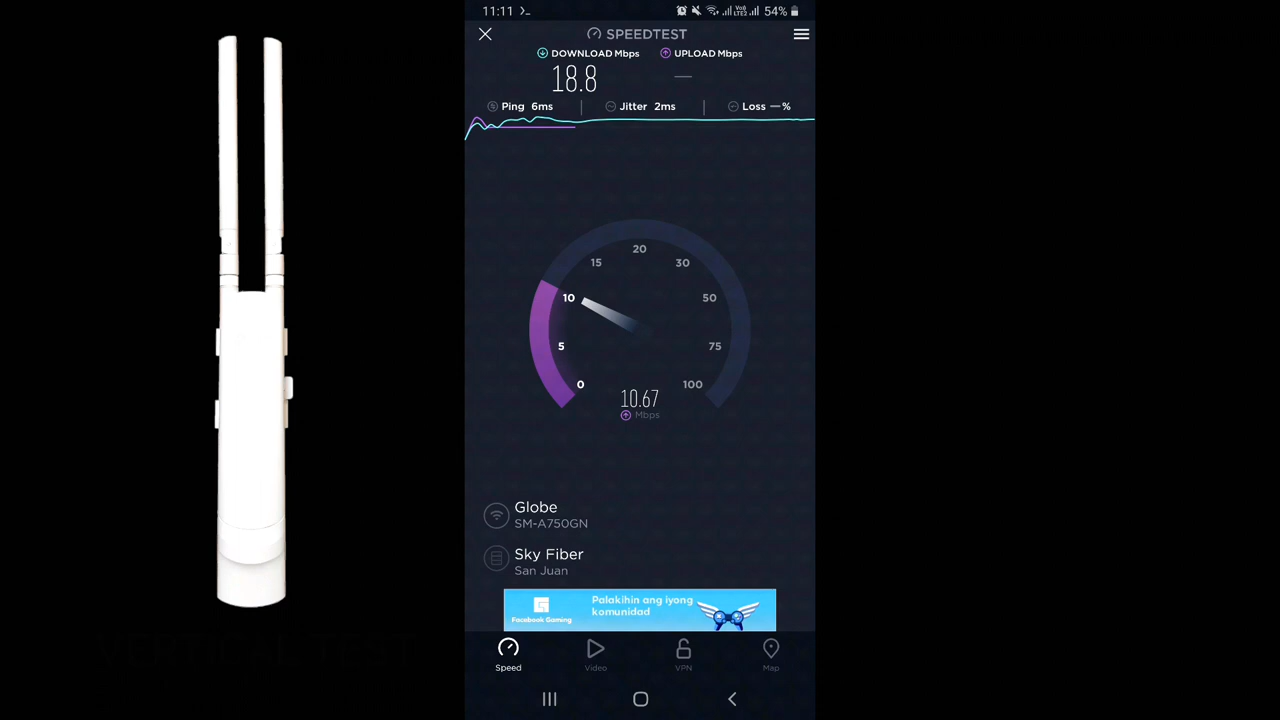 11:11
54%
SPEEDTEST
DOWNLOAD Mbps
UPLOAD Mbps
18.8
—
Ping 6ms
Jitter 2ms
Loss — %
20
15
30
10
50
5
75
0
100
10.67
Mbps
Globe
SM-A750GN
Sky Fiber
San Juan
Facebook Gaming
Palakihin ang iyong
komunidad
Speed
Video
VPN
Map
VERTICAL TEST